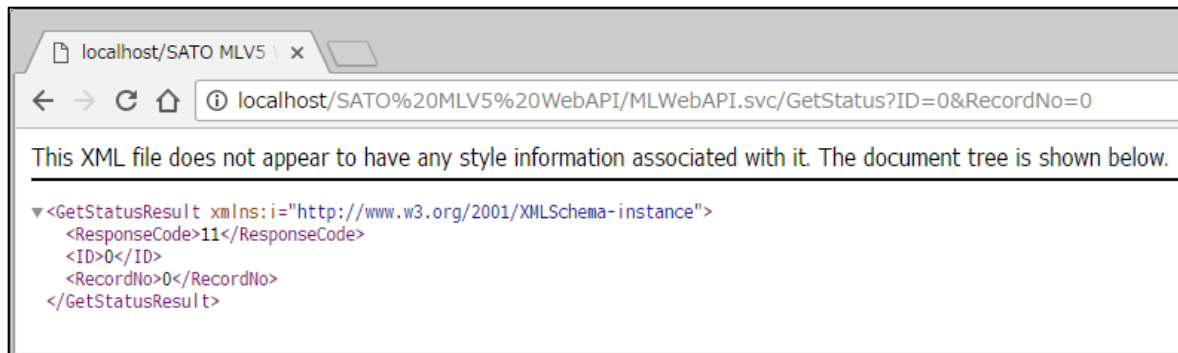 localhost/SATO MLV5
localhost/SATO%20MLV5%20WebAPI/MLWebAPI.svc/GetStatus?ID=0&RecordNo=0
This XML file does not appear to have any style information associated with it. The document tree is shown below.
▼<GetStatusResult xmlns:i="http://www.w3.org/2001/XMLSchema-instance">
<ResponseCode>11</ResponseCode>
<ID>0</ID>
<RecordNo>0</RecordNo>
</GetStatusResult>